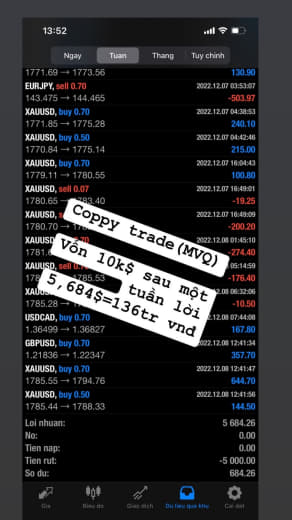 13:52
Ngay Tuan Thang Tuy chinh
1771.69 → 1773.56 130.90
EURJPY, sell 0.70 2022.12.07 03:53:07
143.475 → 144.465 -503.97
XAUUSD, buy 0.70 2022.12.07 04:38:53
1771.85 → 1775.28 240.10
XAUUSD, buy 0.50 2022.12.07 04:42:46
1770.84 → 1775.14 215.00
XAUUSD, buy 0.70 2022.12.07 16:04:43
1779.11 → 1780.55 100.80
XAUUSD, sell 0.07 2022.12.07 16:49:01
1780.65 → 1783.40 -19.25
XAUUSD, 2022.12.07 16:49:09
1780.70 -200.20
Coppy trade(MVQ)
Vốn 10k$ sau một
tuần lời
5,684$=136tr vnd
XAUUSD, 2022.12.08 01:45:10
-274.40
05:14:59
-176.40
2022.12.08 06:32:06
1785.28 → -10.50
USDCAD, buy 0.70 2022.12.08 07:44:08
1.36499 → 1.36827 167.80
GBPUSD, buy 0.70 2022.12.08 12:41:34
1.21836 → 1.22347 357.70
XAUUSD, buy 0.70 2022.12.08 12:41:47
1785.55 → 1794.76 644.70
XAUUSD, buy 0.50 2022.12.08 12:41:56
1785.44 → 1788.33 144.50
Loi nhuan: 5 684.26
No: 0.00
Tien nap: 0.00
Tien rut: -5 000.00
So du: 684.26
Gia Bieu do Giao dich Du lieu qua khu Cai dat